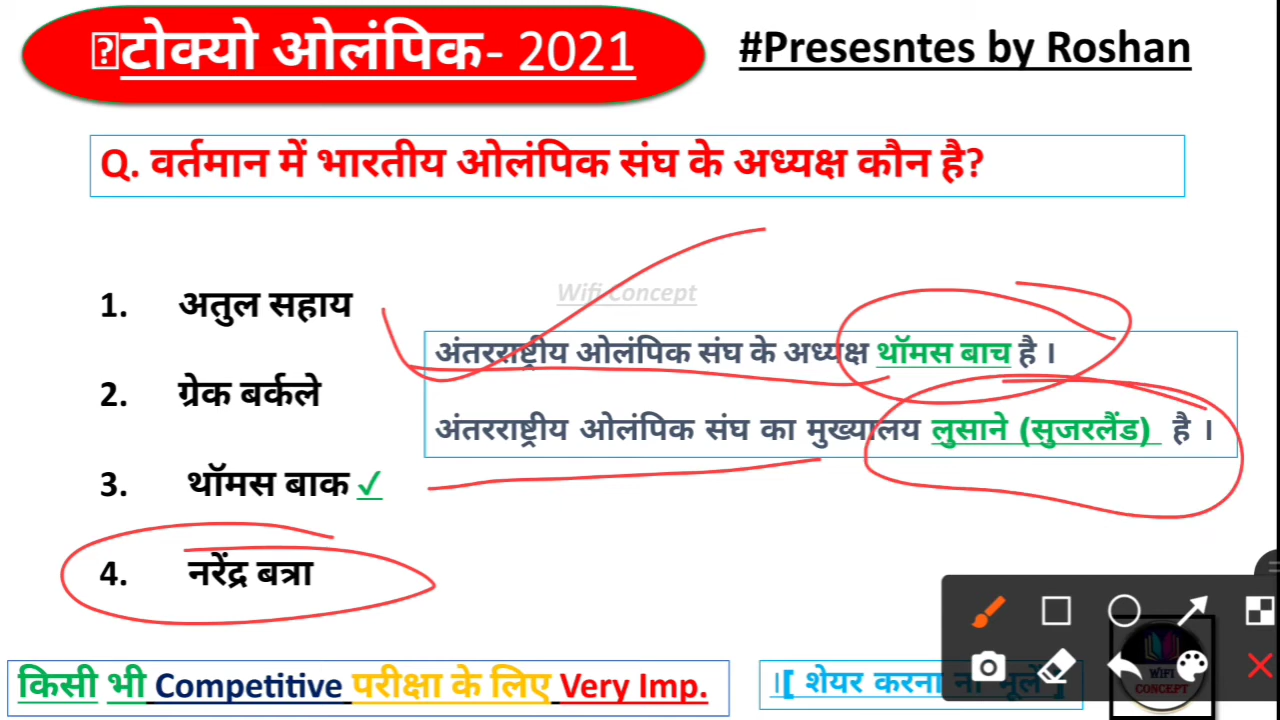 टोक्यो ओलंपिक- 2021
#Presesntes by Roshan
Q. वर्तमान में भारतीय ओलंपिक संघ के अध्यक्ष कौन है?
Wifi Concept
1. अतुल सहाय
अंतरराष्ट्रीय ओलंपिक संघ के अध्यक्ष थॉमस बाच है ।
2. ग्रेक बर्कले
अंतरराष्ट्रीय ओलंपिक संघ का मुख्यालय लुसाने (सुजरलैंड) है ।
3. थॉमस बाक ✓
4. नरेंद्र बत्रा
किसी भी Competitive परीक्षा के लिए Very Imp.
।[ शेयर करना ना भूलें ]
WiFi
CONCEPT